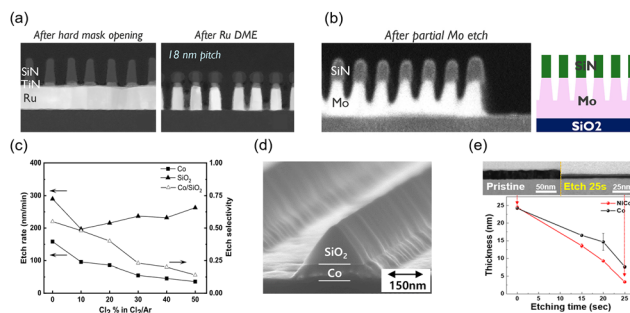 (a)
After hard mask opening
After Ru DME
SiN
TiN
Ru
18 nm pitch
(b)
After partial Mo etch
SiN
Mo
SiN
Mo
SiO2
(c)
Etch rate (nm/min)
400
350
300
250
200
150
100
50
0
Co
SiO₂
Co/SiO₂
1.00
0.75
0.50
0.25
0.00
Etch selectivity
0 10 20 30 40 50
Cl₂ % in Cl₂/Ar
(d)
SiO₂
Co
150nm
(e)
Pristine
50nm
Etch 25s
25nm
Thickness (nm)
25
20
15
10
5
0
NiCo
Co
0 5 10 15 20 25
Etching time (sec)